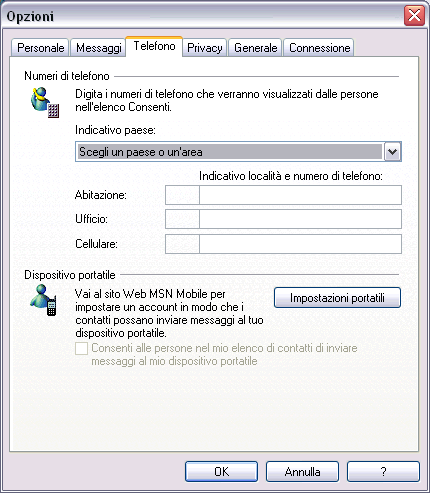 Opzioni
Personale Messaggi Telefono Privacy Generale Connessione
Numeri di telefono
Digita i numeri di telefono che verranno visualizzati dalle persone
nell'elenco Consenti.
Indicativo paese:
Scegli un paese o un'area
Indicativo località e numero di telefono:
Abitazione:
Ufficio:
Cellulare:
Dispositivo portatile
Vai al sito Web MSN Mobile per
impostare un account in modo che i
contatti possano inviare messaggi al tuo
dispositivo portatile.
Impostazioni portatili
Consenti alle persone nel mio elenco di contatti di inviare
messaggi al mio dispositivo portatile
OK Annulla ?